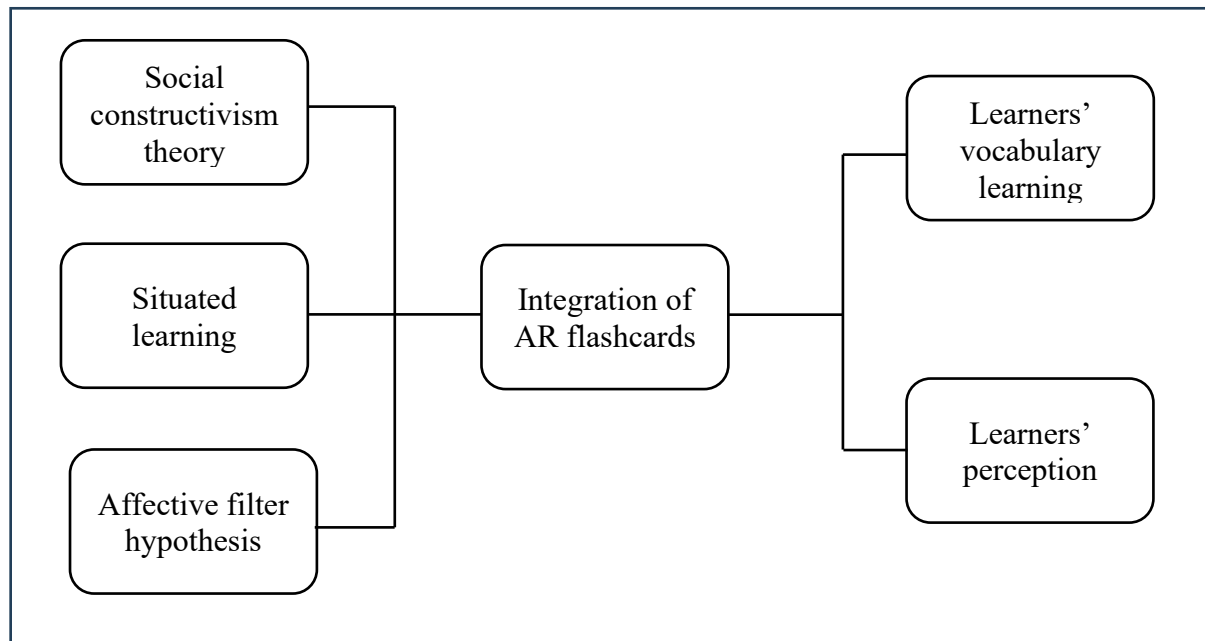 Social
constructivism
theory
Situated
learning
Affective filter
hypothesis
Integration of
AR flashcards
Learners’
vocabulary
learning
Learners’
perception